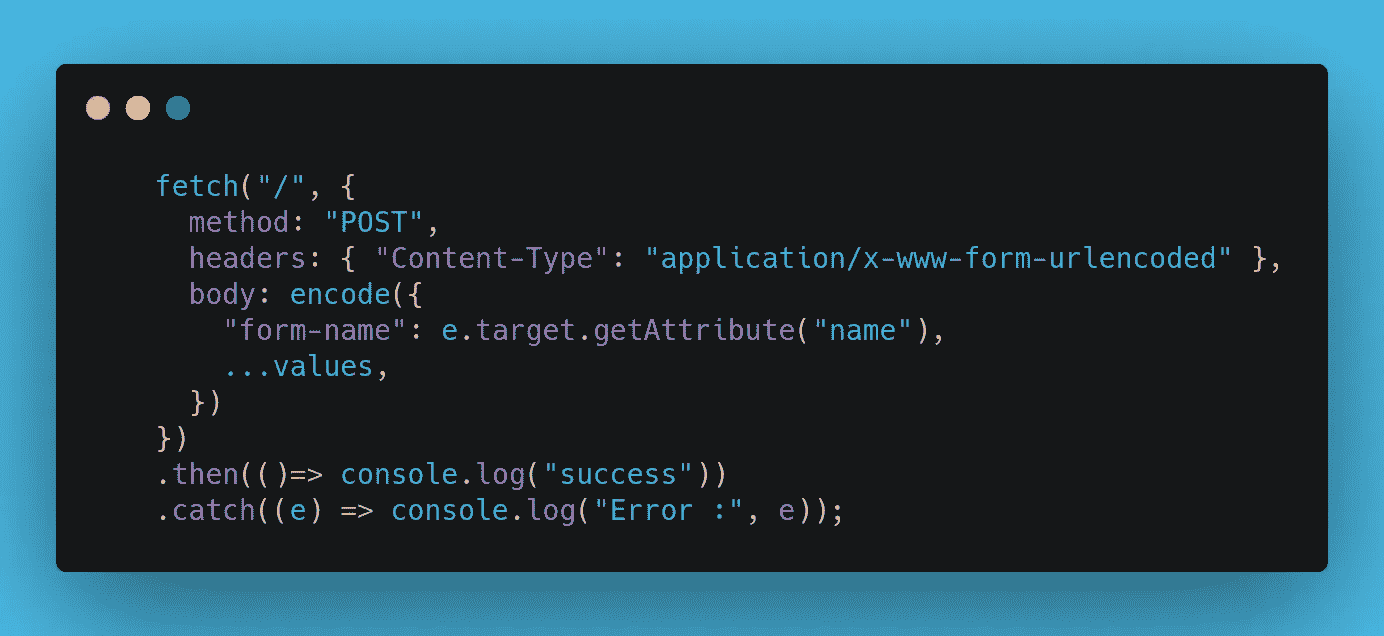 fetch("/", {
  method: "POST",
  headers: { "Content-Type": "application/x-www-form-urlencoded" },
  body: encode({
    "form-name": e.target.getAttribute("name"),
    ...values,
  })
})
.then(()=> console.log("success"))
.catch((e) => console.log("Error :", e));